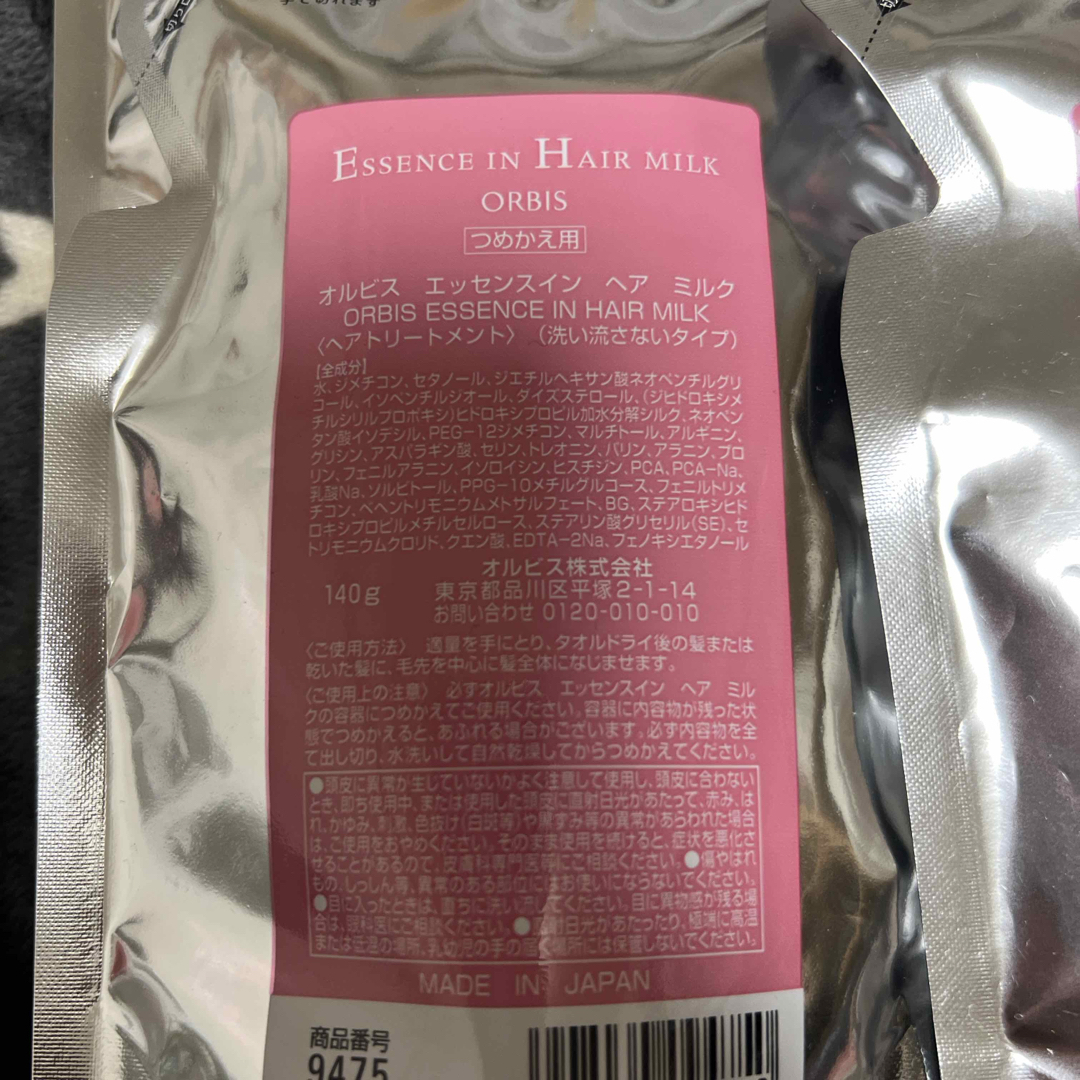 手であけれます
ESSENCE IN HAIR MILK
ORBIS
つめかえ用
オルビス エッセンスイン ヘア ミルク
ORBIS ESSENCE IN HAIR MILK
〈ヘアトリートメント〉(洗い流さないタイプ)
【全成分】
水、ジメチコン、セタノール、ジエチルヘキサン酸ネオペンチルグリ
コール、イソペンチルジオール、ダイズステロール、(ジヒドロキシメ
チルシリルプロポキシ)ヒドロキシプロピル加水分解シルク、ネオペン
タン酸イソデシル、PEG-12ジメチコン、マルチトール、アルギニン、
グリシン、アスパラギン酸、セリン、トレオニン、バリン、アラニン、プロ
リン、フェニルアラニン、イソロイシン、ヒスチジン、PCA、PCA-Na、
乳酸Na、ソルビトール、PPG-10メチルグルコース、フェニルトリメ
チコン、ベヘントリモニウムメトサルフェート、BG、ステアロキシヒド
ロキシプロピルメチルセルロース、ステアリン酸グリセリル(SE)、セ
トリモニウムクロリド、クエン酸、EDTA-2Na、フェノキシエタノール
オルビス株式会社
140g 東京都品川区平塚2-1-14
お問い合わせ 0120-010-010
〈ご使用方法〉 適量を手にとり、タオルドライ後の髪または
乾いた髪に、毛先を中心に髪全体になじませます。
〈ご使用上の注意〉 必ずオルビス エッセンスイン ヘア ミル
クの容器につめかえてご使用ください。容器に内容物が残った状
態でつめかえると、あふれる場合がございます。必ず内容物を全
て出し切り、水洗いして自然乾燥してからつめかえてください。
●頭皮に異常が生じていないかよく注意して使用し、頭皮に合わない
とき、即ち使用中、または使用した頭皮に直射日光があたって、赤み、は
れ、かゆみ、刺激、色抜け(白斑等)や黒ずみ等の異常があらわれた場合
は、ご使用をおやめください。そのまま使用を続けると、症状を悪化さ
せることがあるので、皮膚科専門医等にご相談ください。●傷やはれ
もの、しっしん等、異常のある部位にはお使いにならないでください。
●目に入ったときは、直ちに洗い流してください。目に異物感が残る場
合は、眼科医にご相談ください。●直射日光があたったり、極端に高温
または低温の場所、乳幼児の手の届く場所には保管しないでください。
MADE IN JAPAN
商品番号
9475